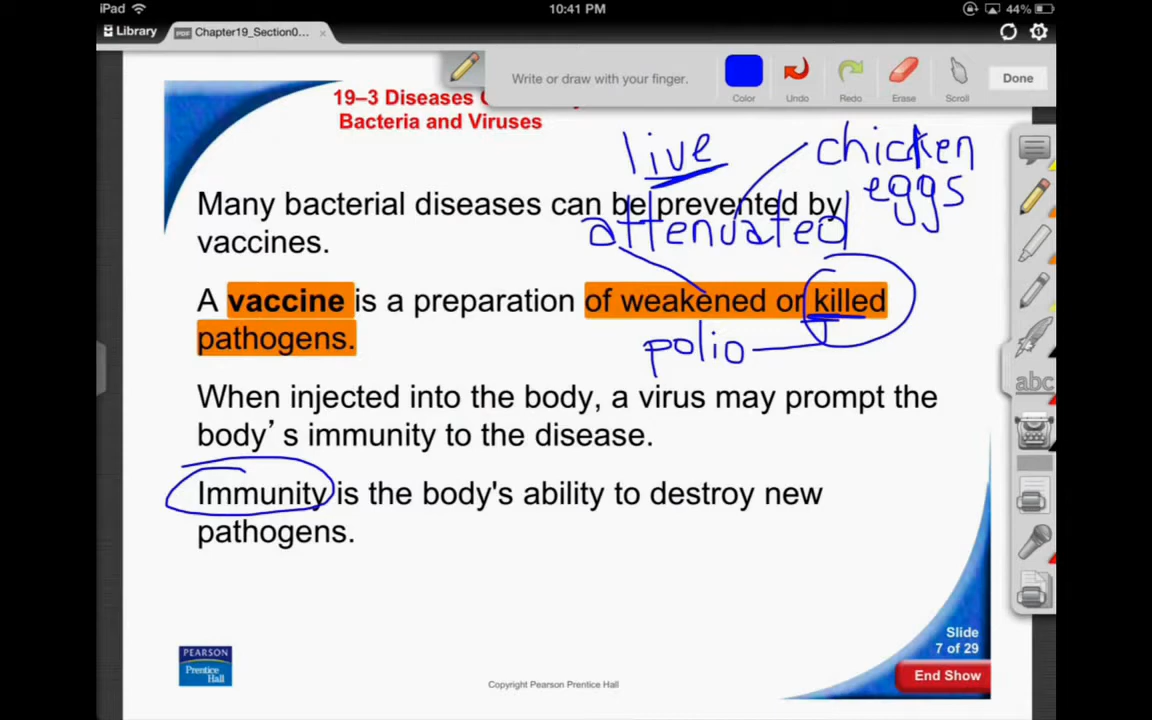 iPad 10:41 PM 44%
Library Chapter19_Section0... ×
Write or draw with your finger. Color Undo Redo Erase Scroll Done
19–3 Diseases
Bacteria and Viruses
live chicken
eggs
Many bacterial diseases can be prevented by
attenuated
vaccines.
A vaccine is a preparation of weakened or killed
pathogens.
polio
When injected into the body, a virus may prompt the
body’s immunity to the disease.
Immunity is the body's ability to destroy new
pathogens.
abc
PEARSON
Prentice
Hall
Copyright Pearson Prentice Hall
Slide
7 of 29
End Show